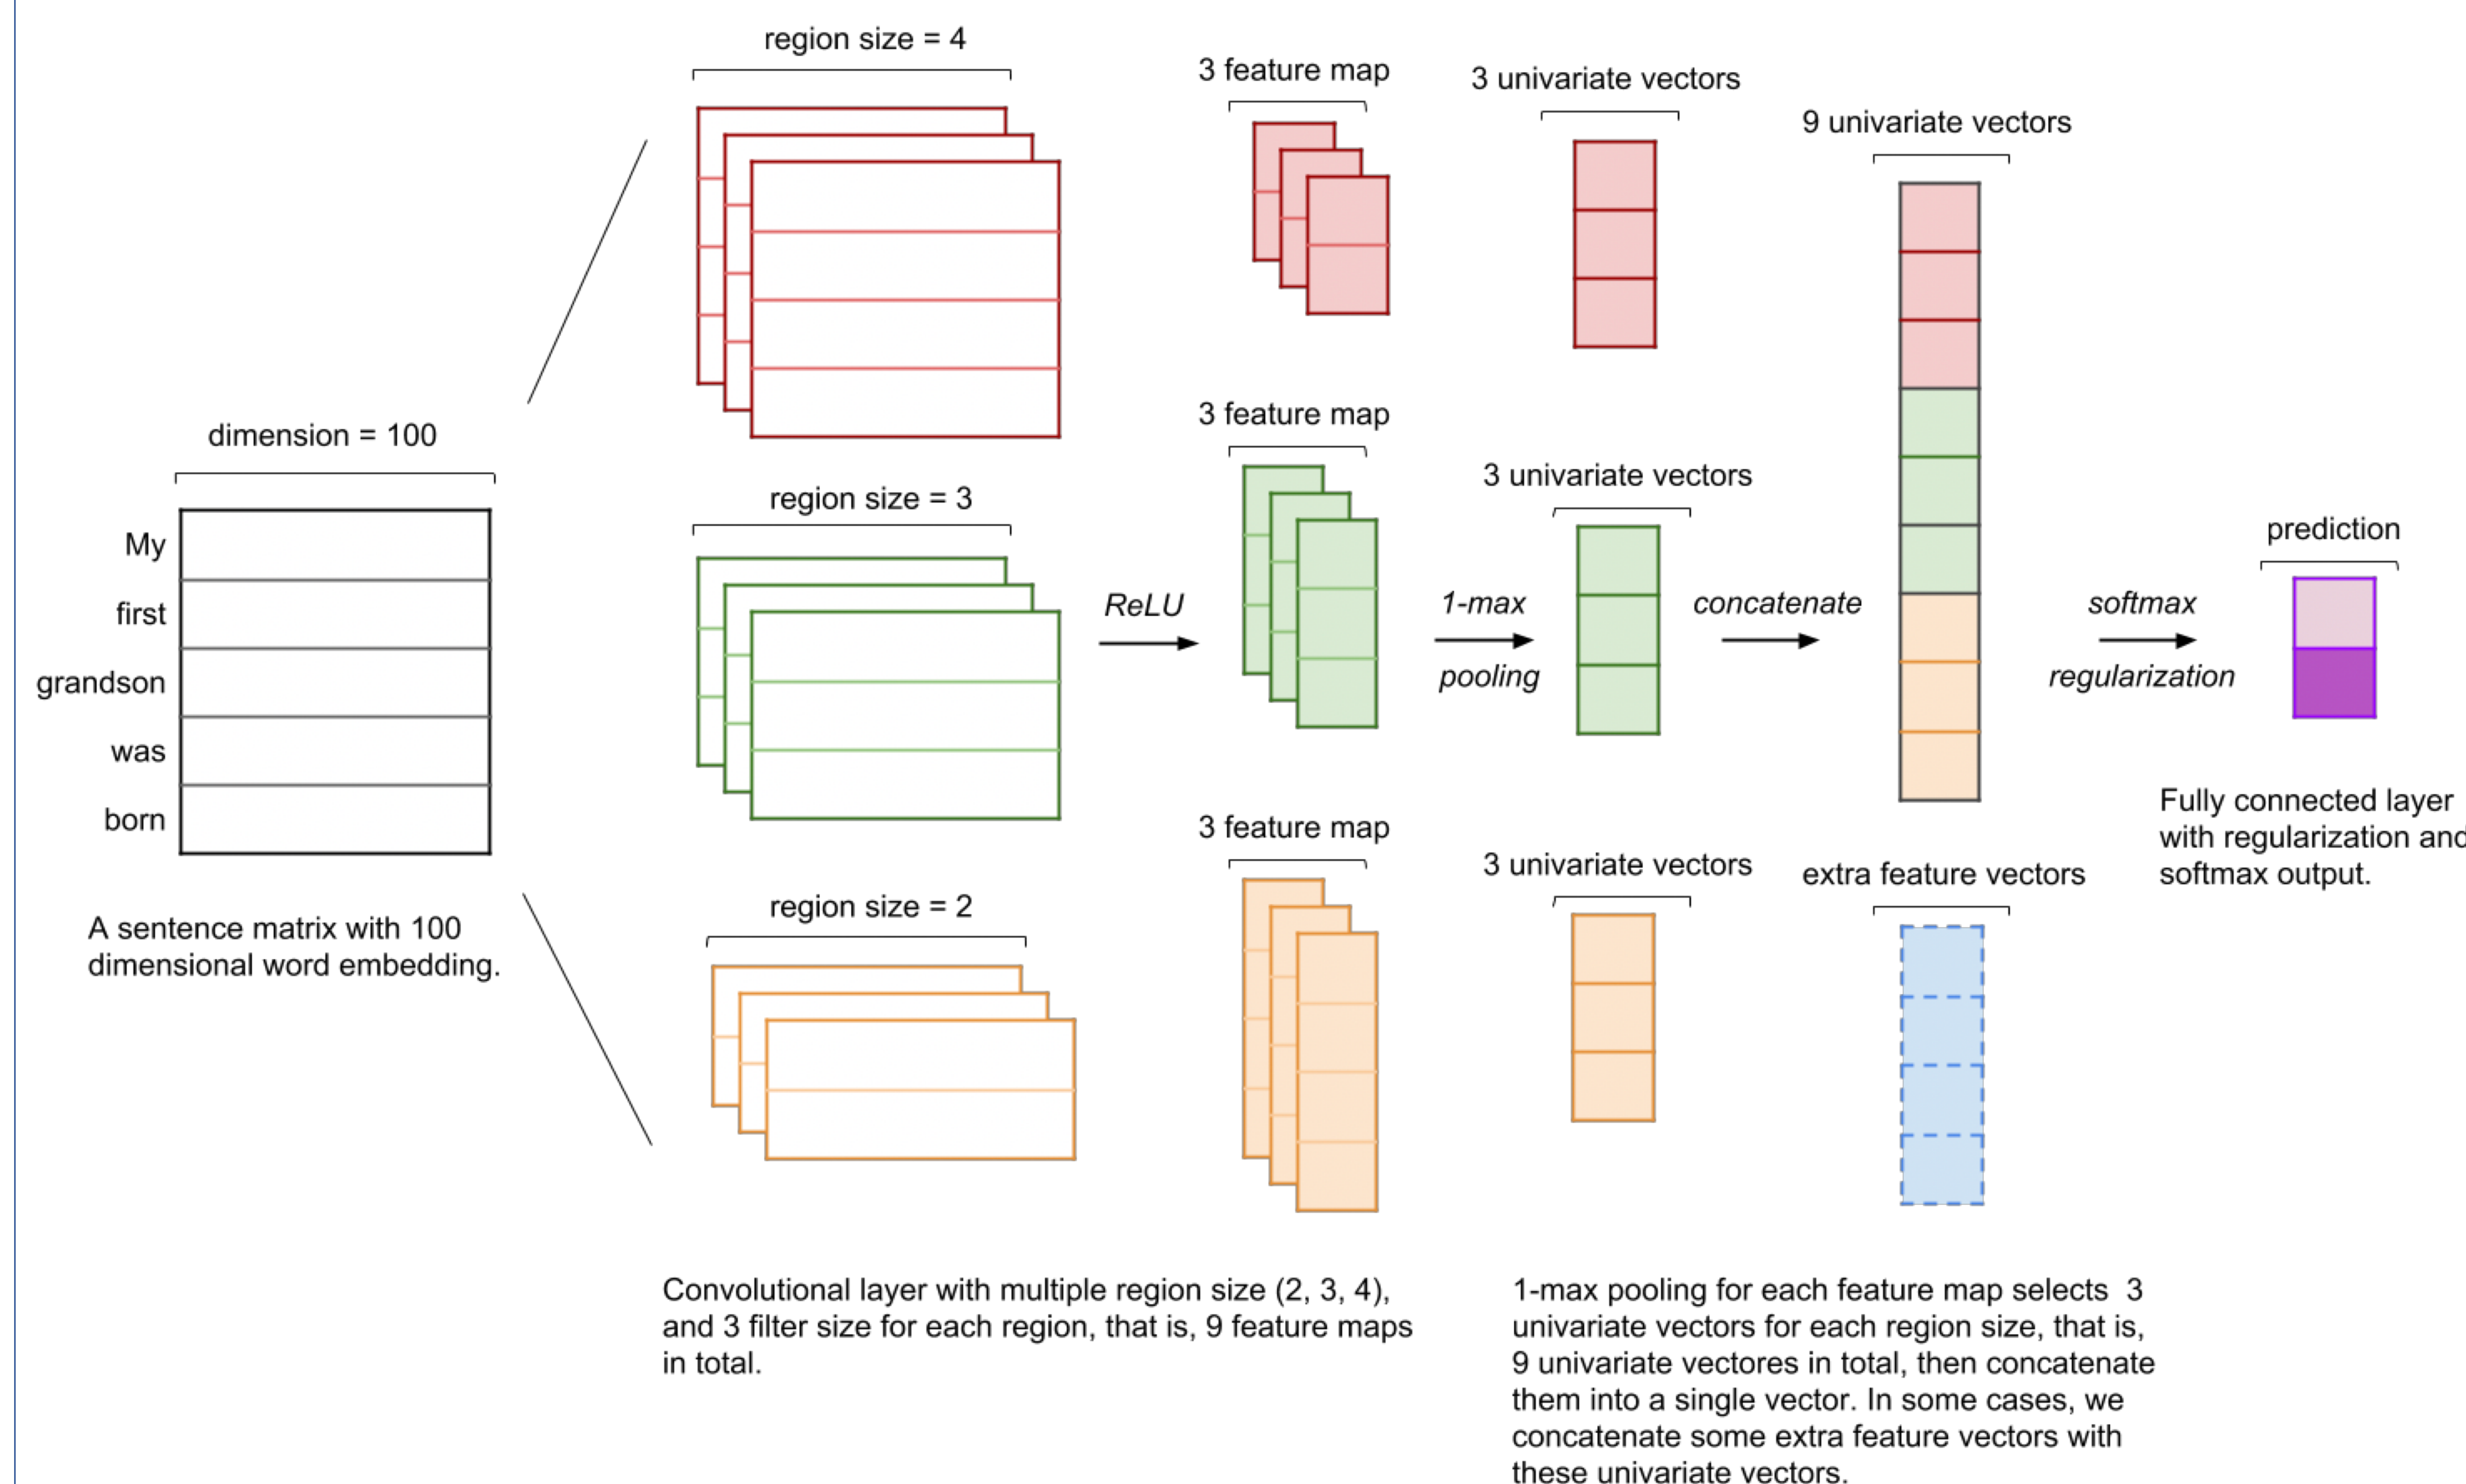 region size = 4
3 feature map
3 univariate vectors
9 univariate vectors
dimension = 100
My
first
grandson
was
born
A sentence matrix with 100
dimensional word embedding.
region size = 3
ReLU
3 feature map
1-max
pooling
3 univariate vectors
concatenate
softmax
regularization
prediction
Fully connected layer
with regularization and
softmax output.
region size = 2
3 feature map
3 univariate vectors
extra feature vectors
Convolutional layer with multiple region size (2, 3, 4),
and 3 filter size for each region, that is, 9 feature maps
in total.
1-max pooling for each feature map selects  3
univariate vectors for each region size, that is,
9 univariate vectores in total, then concatenate
them into a single vector. In some cases, we
concatenate some extra feature vectors with
these univariate vectors.